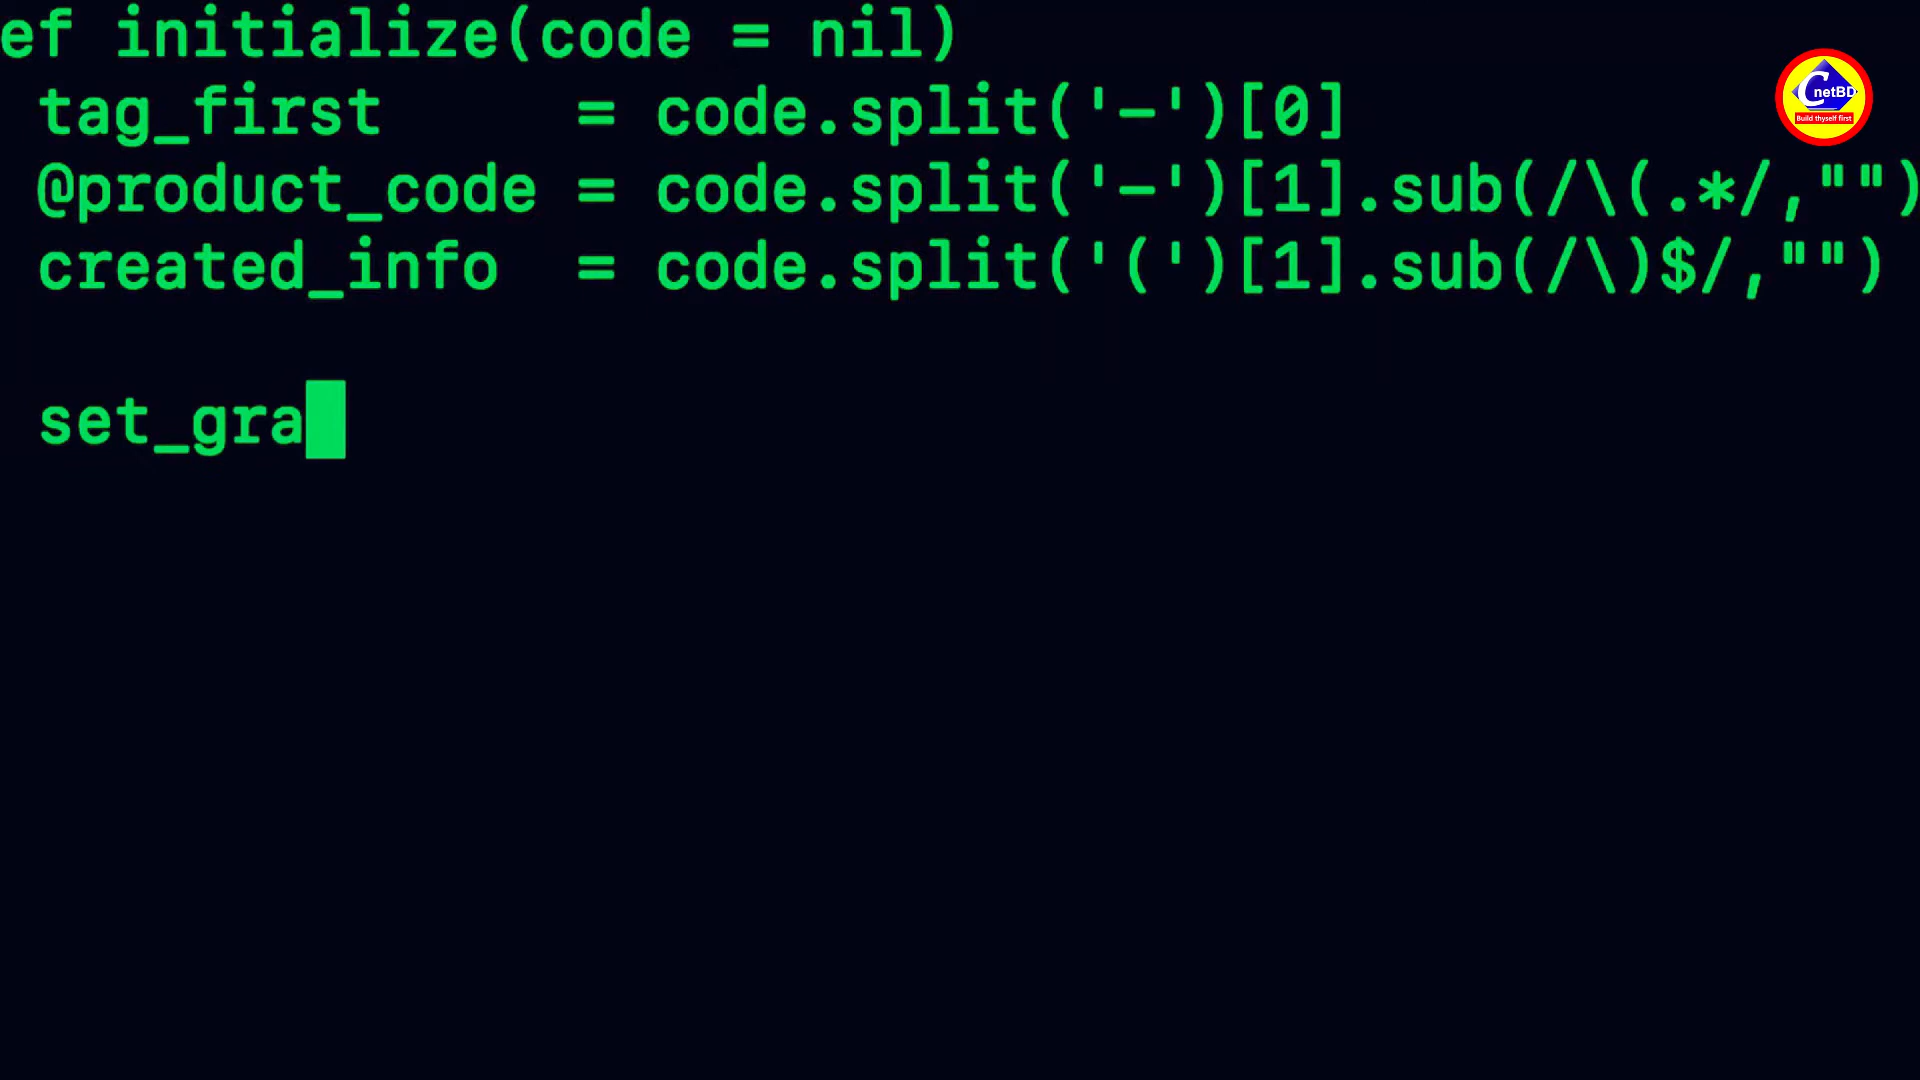 ef initialize(code = nil)
tag_first = code.split('-')[0]
@product_code = code.split('-')[1].sub(/\(.*/,"")
created_info = code.split('(')[1].sub(/\)$/,"")
set_gra
CnetBD
Build thyself first